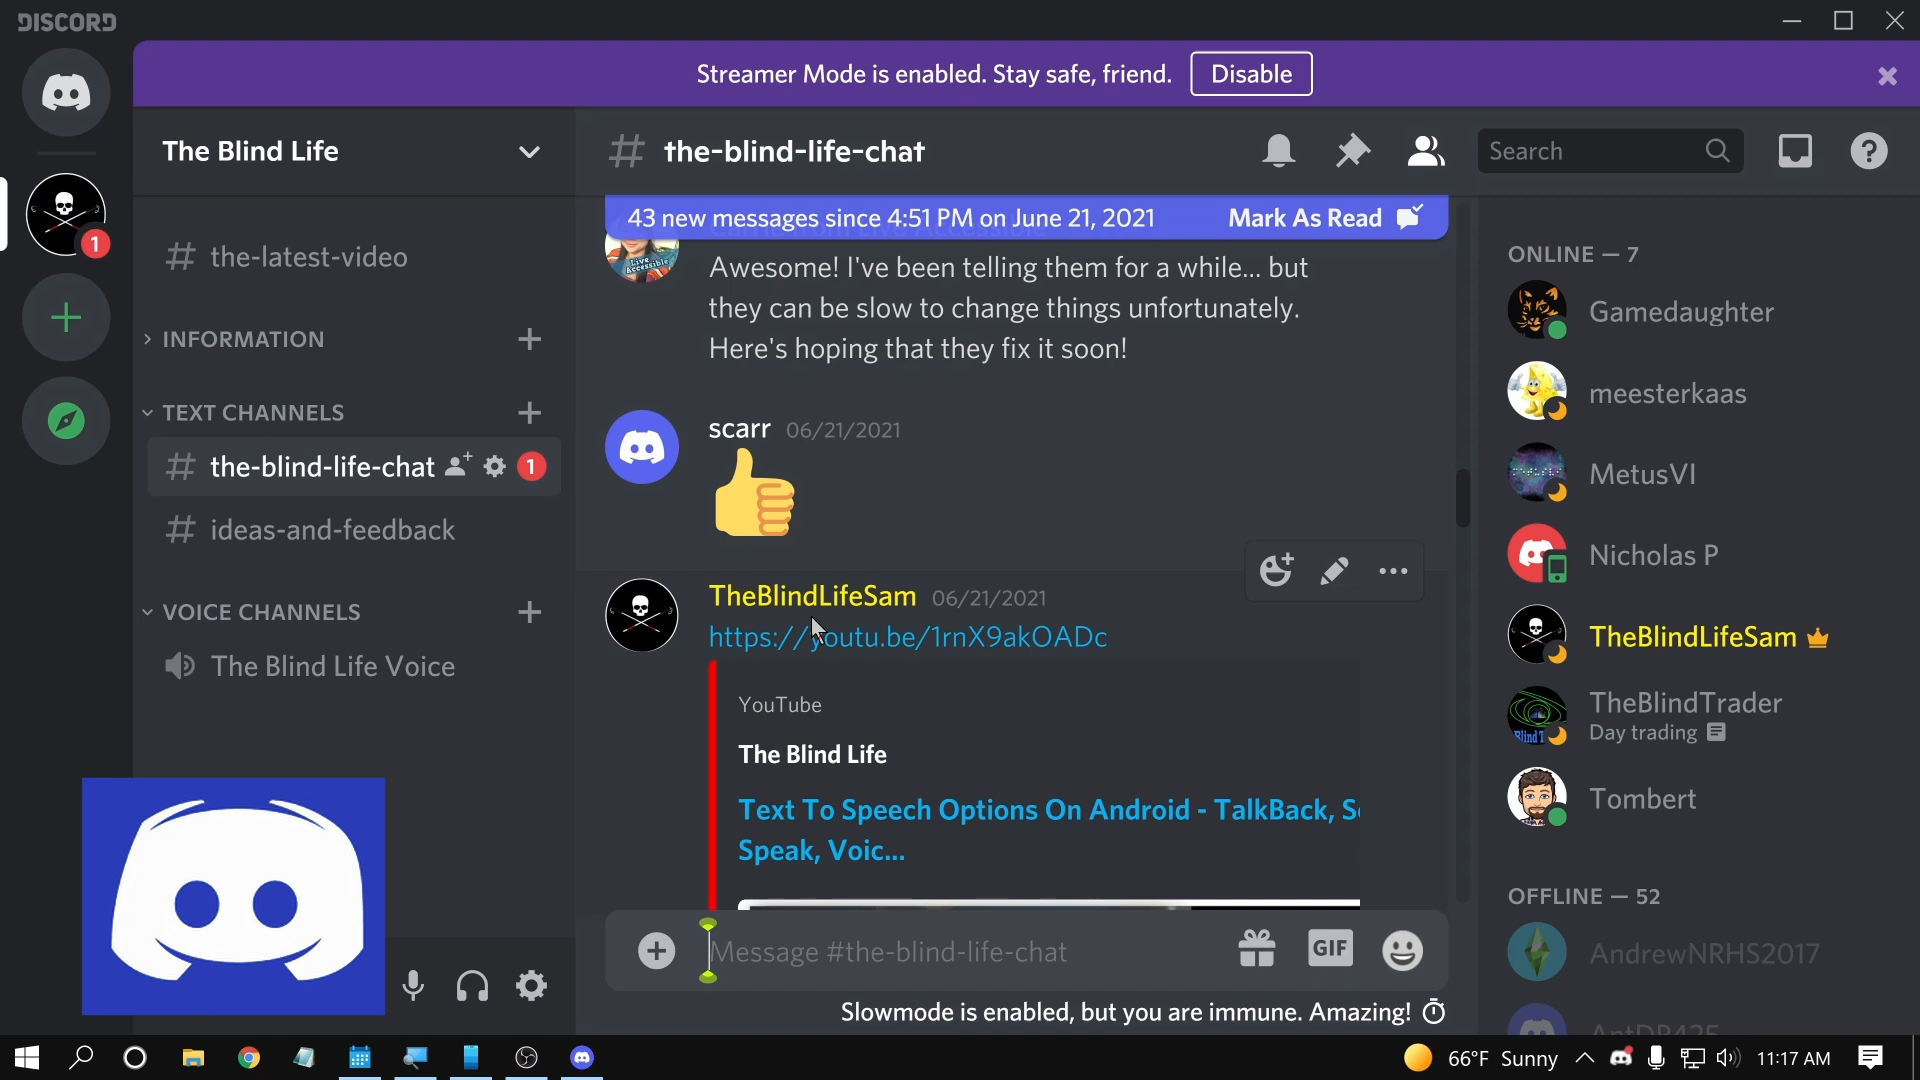 DISCORD
Streamer Mode is enabled. Stay safe, friend.
Disable
The Blind Life
the-latest-video
INFORMATION
TEXT CHANNELS
the-blind-life-chat
1
ideas-and-feedback
VOICE CHANNELS
The Blind Life Voice
1
# the-blind-life-chat
Search
43 new messages since 4:51 PM on June 21, 2021
Mark As Read
Live
Accessible
Awesome! I've been telling them for a while... but
they can be slow to change things unfortunately.
Here's hoping that they fix it soon!
scarr 06/21/2021
TheBlindLifeSam 06/21/2021
https://youtu.be/1rnX9akOADc
YouTube
The Blind Life
Text To Speech Options On Android - TalkBack,
Speak, Voic...
Message #the-blind-life-chat
GIF
Slowmode is enabled, but you are immune. Amazing!
ONLINE — 7
Gamedaughter
meesterkaas
MetusVI
Nicholas P
TheBlindLifeSam
TheBlindTrader
Day trading
Tombert
OFFLINE — 52
AndrewNRHS2017
66°F Sunny
11:17 AM